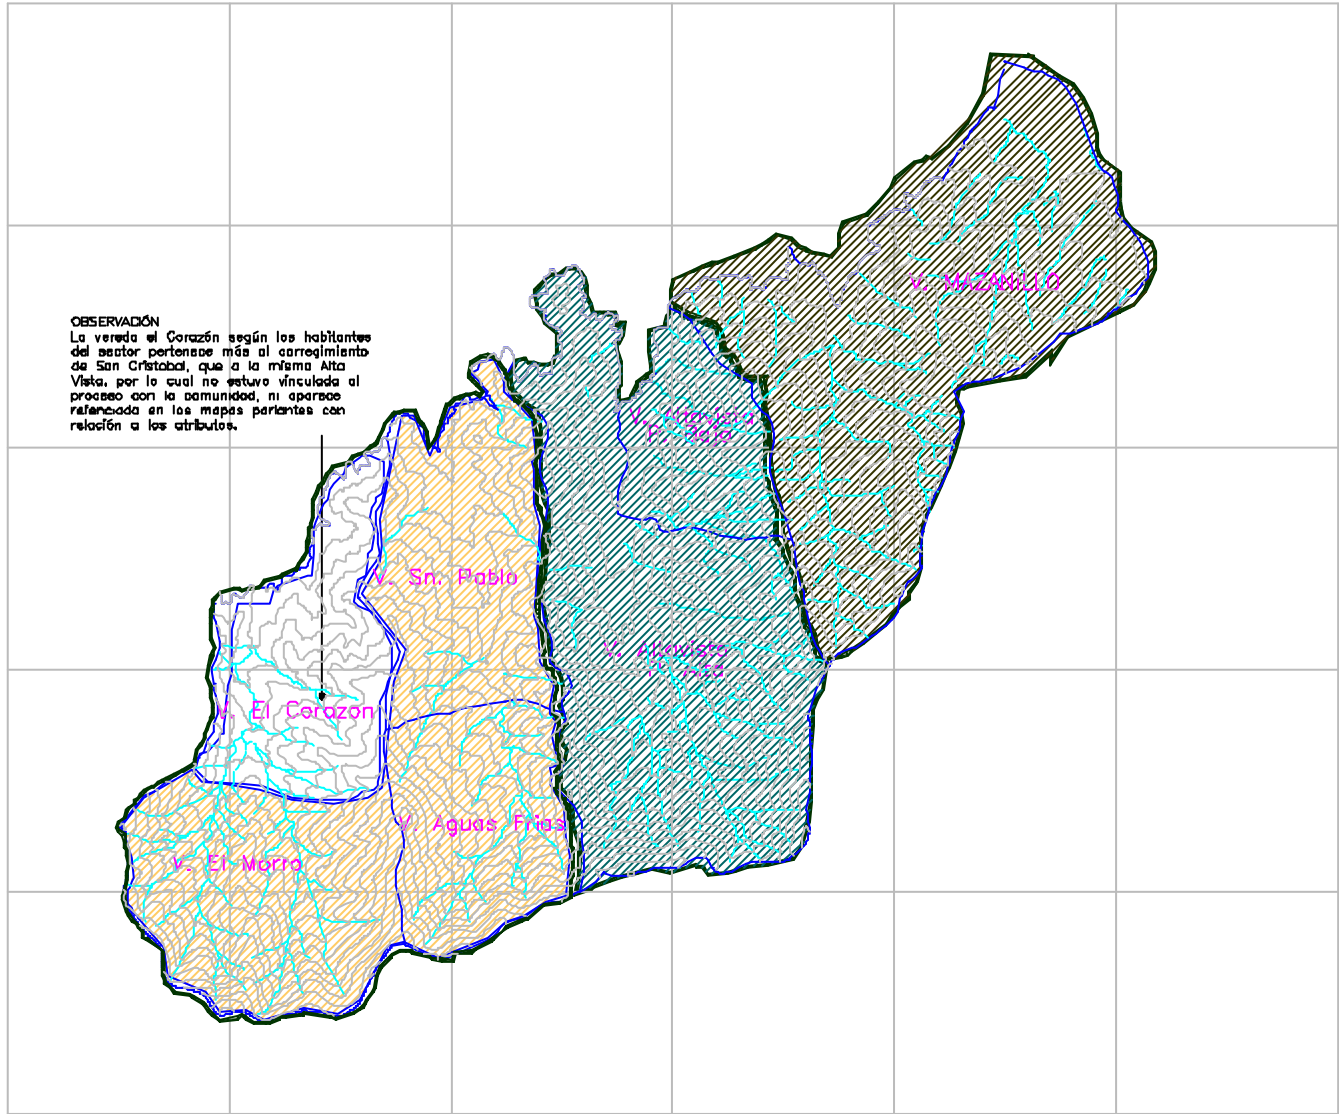 OBSERVACIÓN
La vereda el Corazón según los habitantes
del sector pertenece más al corregimiento
de San Cristobal, que a la misma Alta
Vista, por lo cual no estuvo vinculada al
proceso con la comunidad, ni aparece
refenciada en los mapas parlantes con
relación a los atributos.
V. MAZANILLO
V. Altavista
P. Baja
V. Sn. Pablo
V. Altavista
P. Alta
V. El Corazon
V. Aguas Frias
V. El Morro